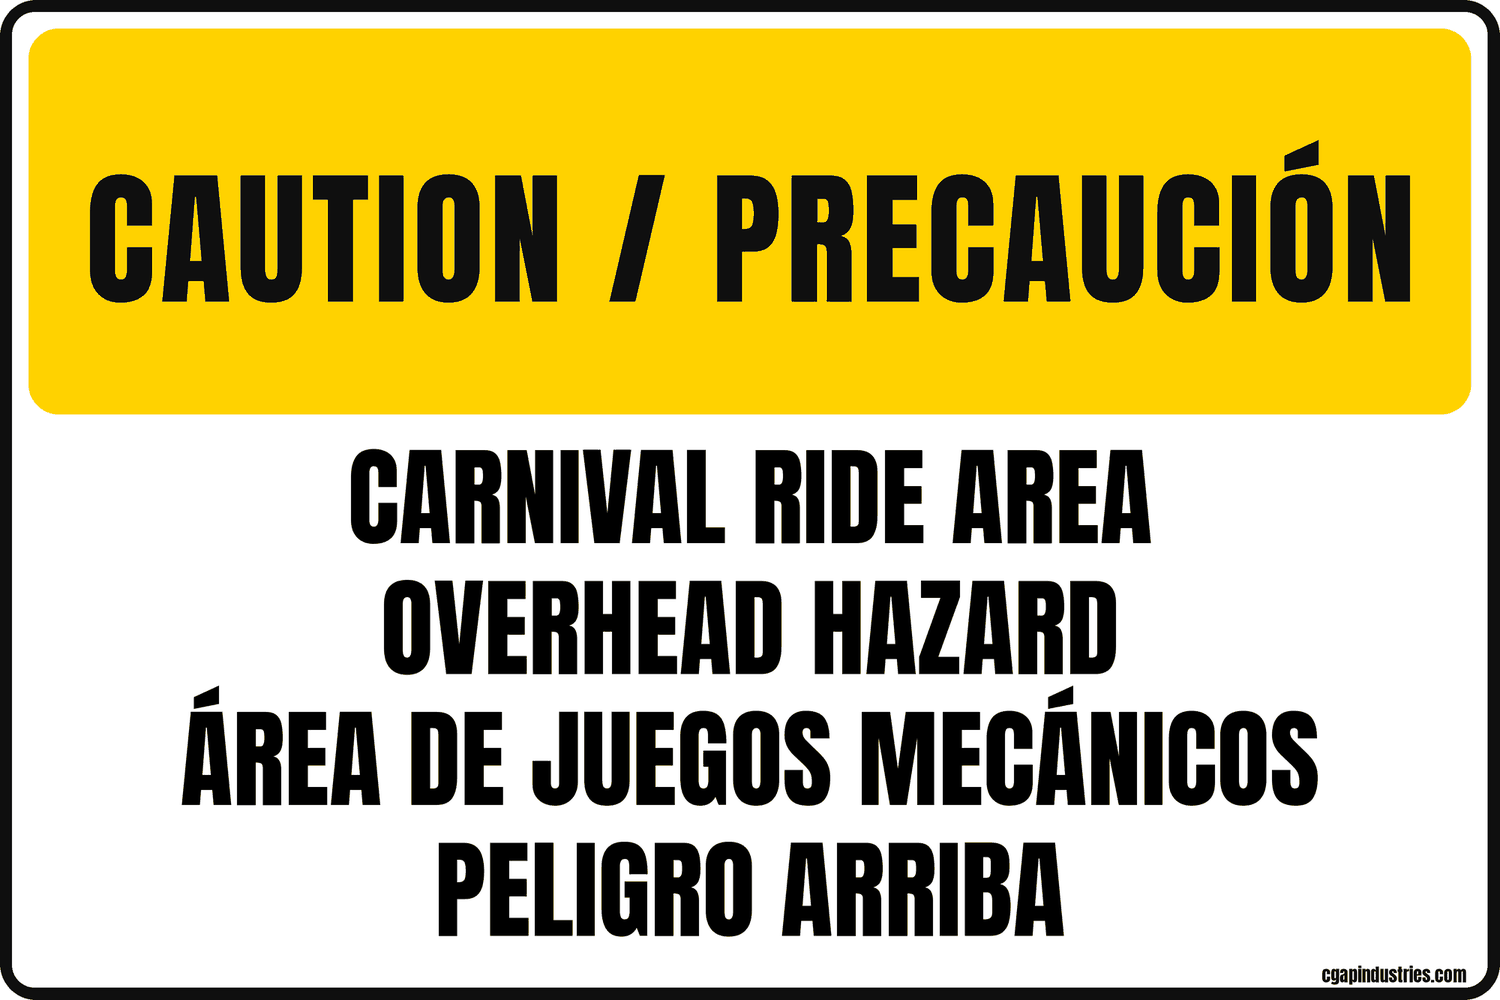 CAUTION / PRECAUCIÓN
CARNIVAL RIDE AREA
OVERHEAD HAZARD
ÁREA DE JUEGOS MECÁNICOS
PELIGRO ARRIBA
cgapindustries.com